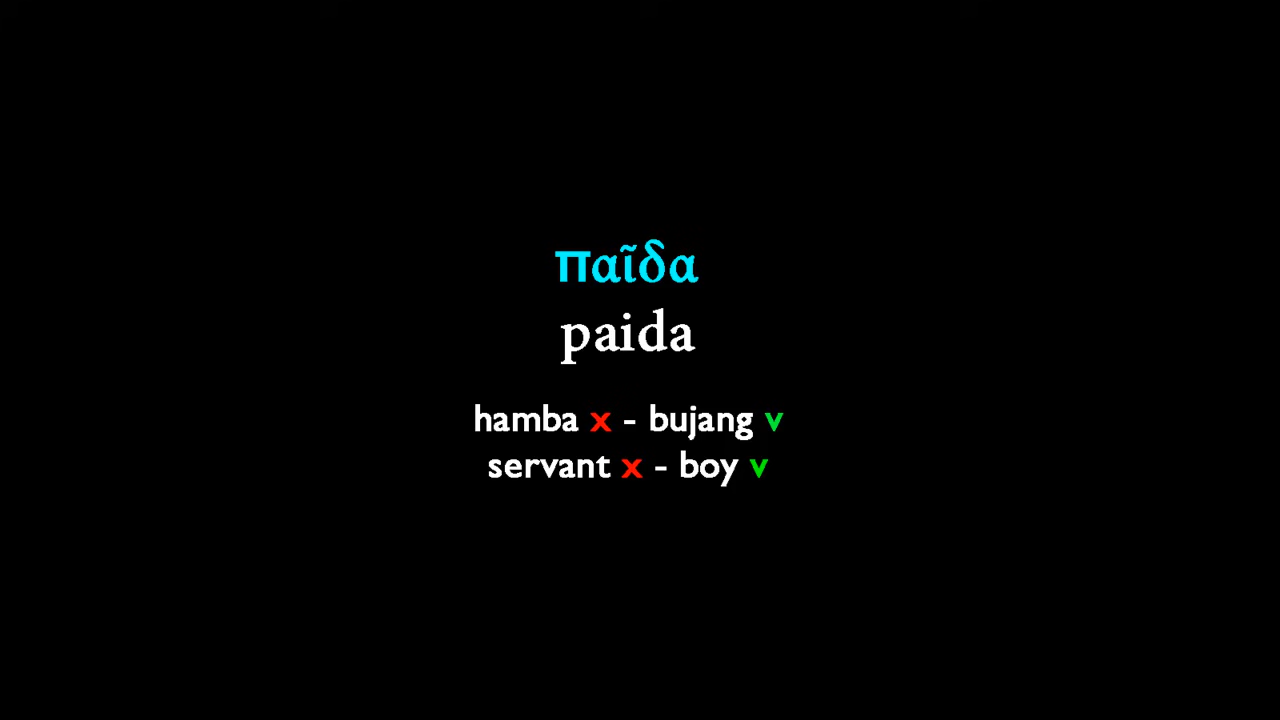 παῖδα
paida
hamba x - bujang v
servant x - boy v